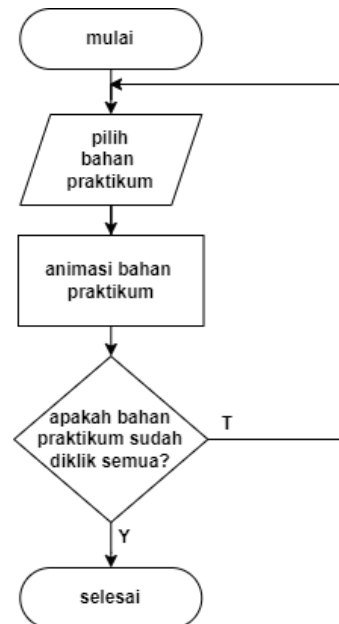 mulai
pilih
bahan
praktikum
animasi bahan
praktikum
apakah bahan
praktikum sudah
diklik semua?
T
Y
selesai